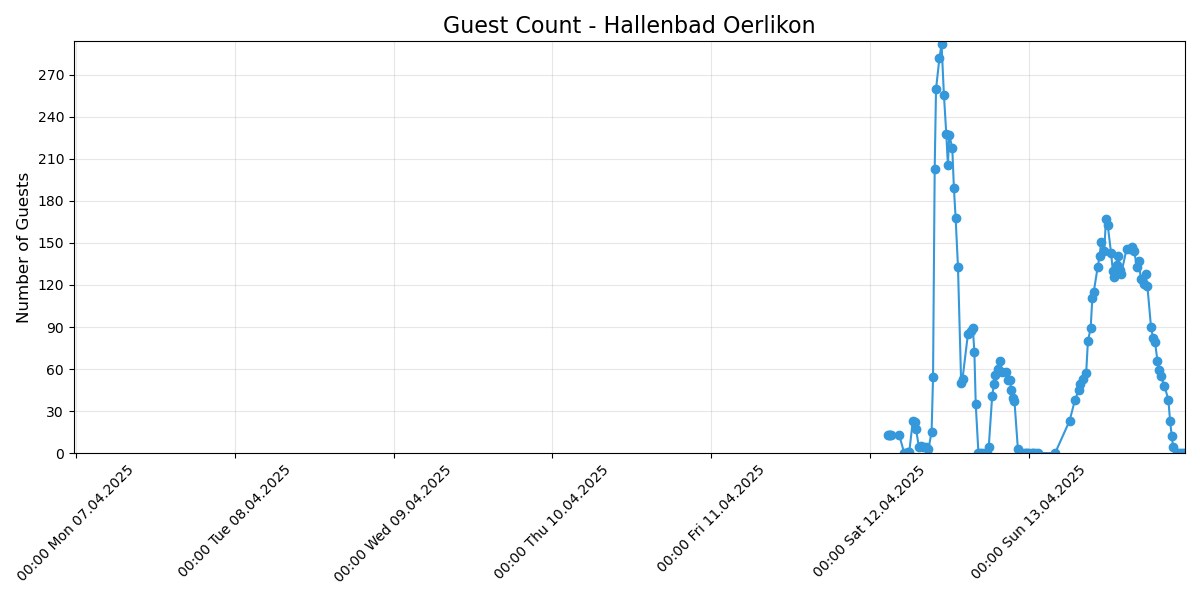 Guest Count - Hallenbad Oerlikon
Number of Guests
270
240
210
180
150
120
90
60
30
0
00:00 Mon 07.04.2025
00:00 Tue 08.04.2025
00:00 Wed 09.04.2025
00:00 Thu 10.04.2025
00:00 Fri 11.04.2025
00:00 Sat 12.04.2025
00:00 Sun 13.04.2025